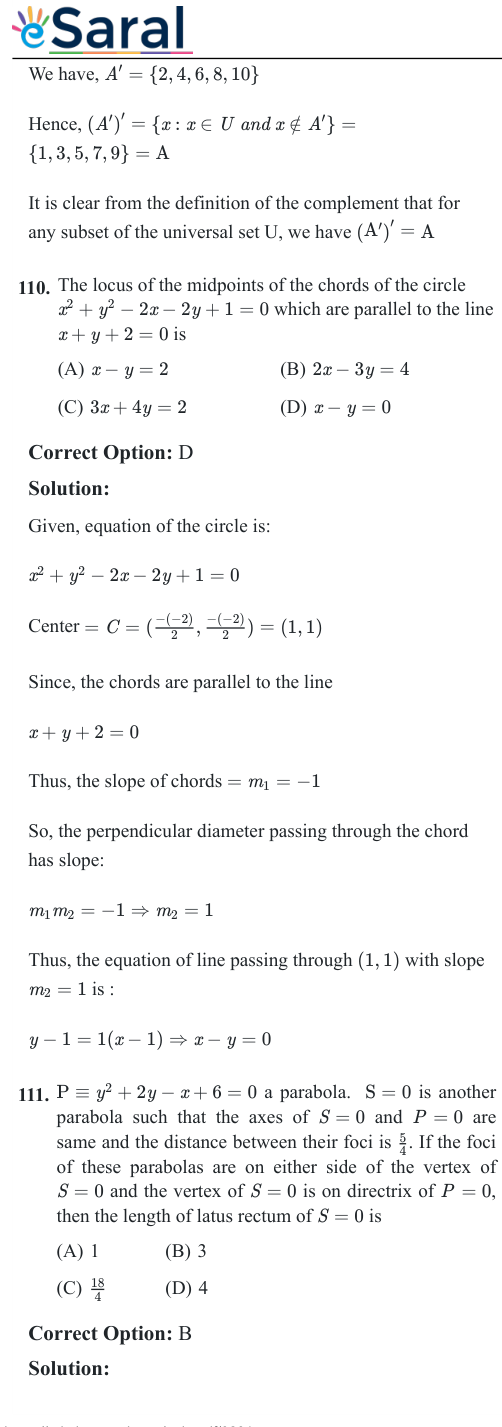 eSaral
We have, A′ = {2, 4, 6, 8, 10}
Hence, (A′)′ = {x : x ∈ U and x ∉ A′} =
{1, 3, 5, 7, 9} = A
It is clear from the definition of the complement that for
any subset of the universal set U, we have (A′)′ = A
110. The locus of the midpoints of the chords of the circle
x² + y² − 2x − 2y + 1 = 0 which are parallel to the line
x + y + 2 = 0 is
(A) x − y = 2 (B) 2x − 3y = 4
(C) 3x + 4y = 2 (D) x − y = 0
Correct Option: D
Solution:
Given, equation of the circle is:
x² + y² − 2x − 2y + 1 = 0
Center = C = (−(−2)/2, −(−2)/2) = (1, 1)
Since, the chords are parallel to the line
x + y + 2 = 0
Thus, the slope of chords = m₁ = −1
So, the perpendicular diameter passing through the chord
has slope:
m₁m₂ = −1 ⇒ m₂ = 1
Thus, the equation of line passing through (1, 1) with slope
m₂ = 1 is :
y − 1 = 1(x − 1) ⇒ x − y = 0
111. P ≡ y² + 2y − x + 6 = 0 a parabola. S = 0 is another
parabola such that the axes of S = 0 and P = 0 are
same and the distance between their foci is 5/4. If the foci
of these parabolas are on either side of the vertex of
S = 0 and the vertex of S = 0 is on directrix of P = 0,
then the length of latus rectum of S = 0 is
(A) 1 (B) 3
(C) 18/4 (D) 4
Correct Option: B
Solution: